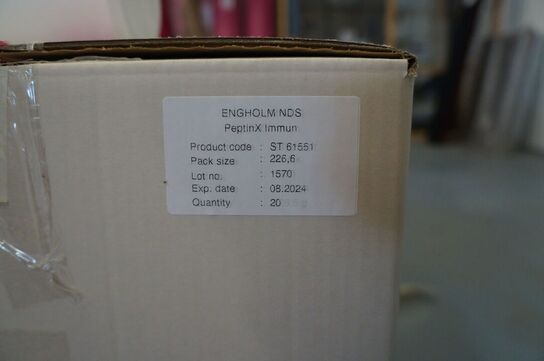 ENGHOLM NDS
PeptinX Immun
Product code : ST 61551
Pack size : 226,6
Lot no. : 1570
Exp. date : 08.2024
Quantity : 20